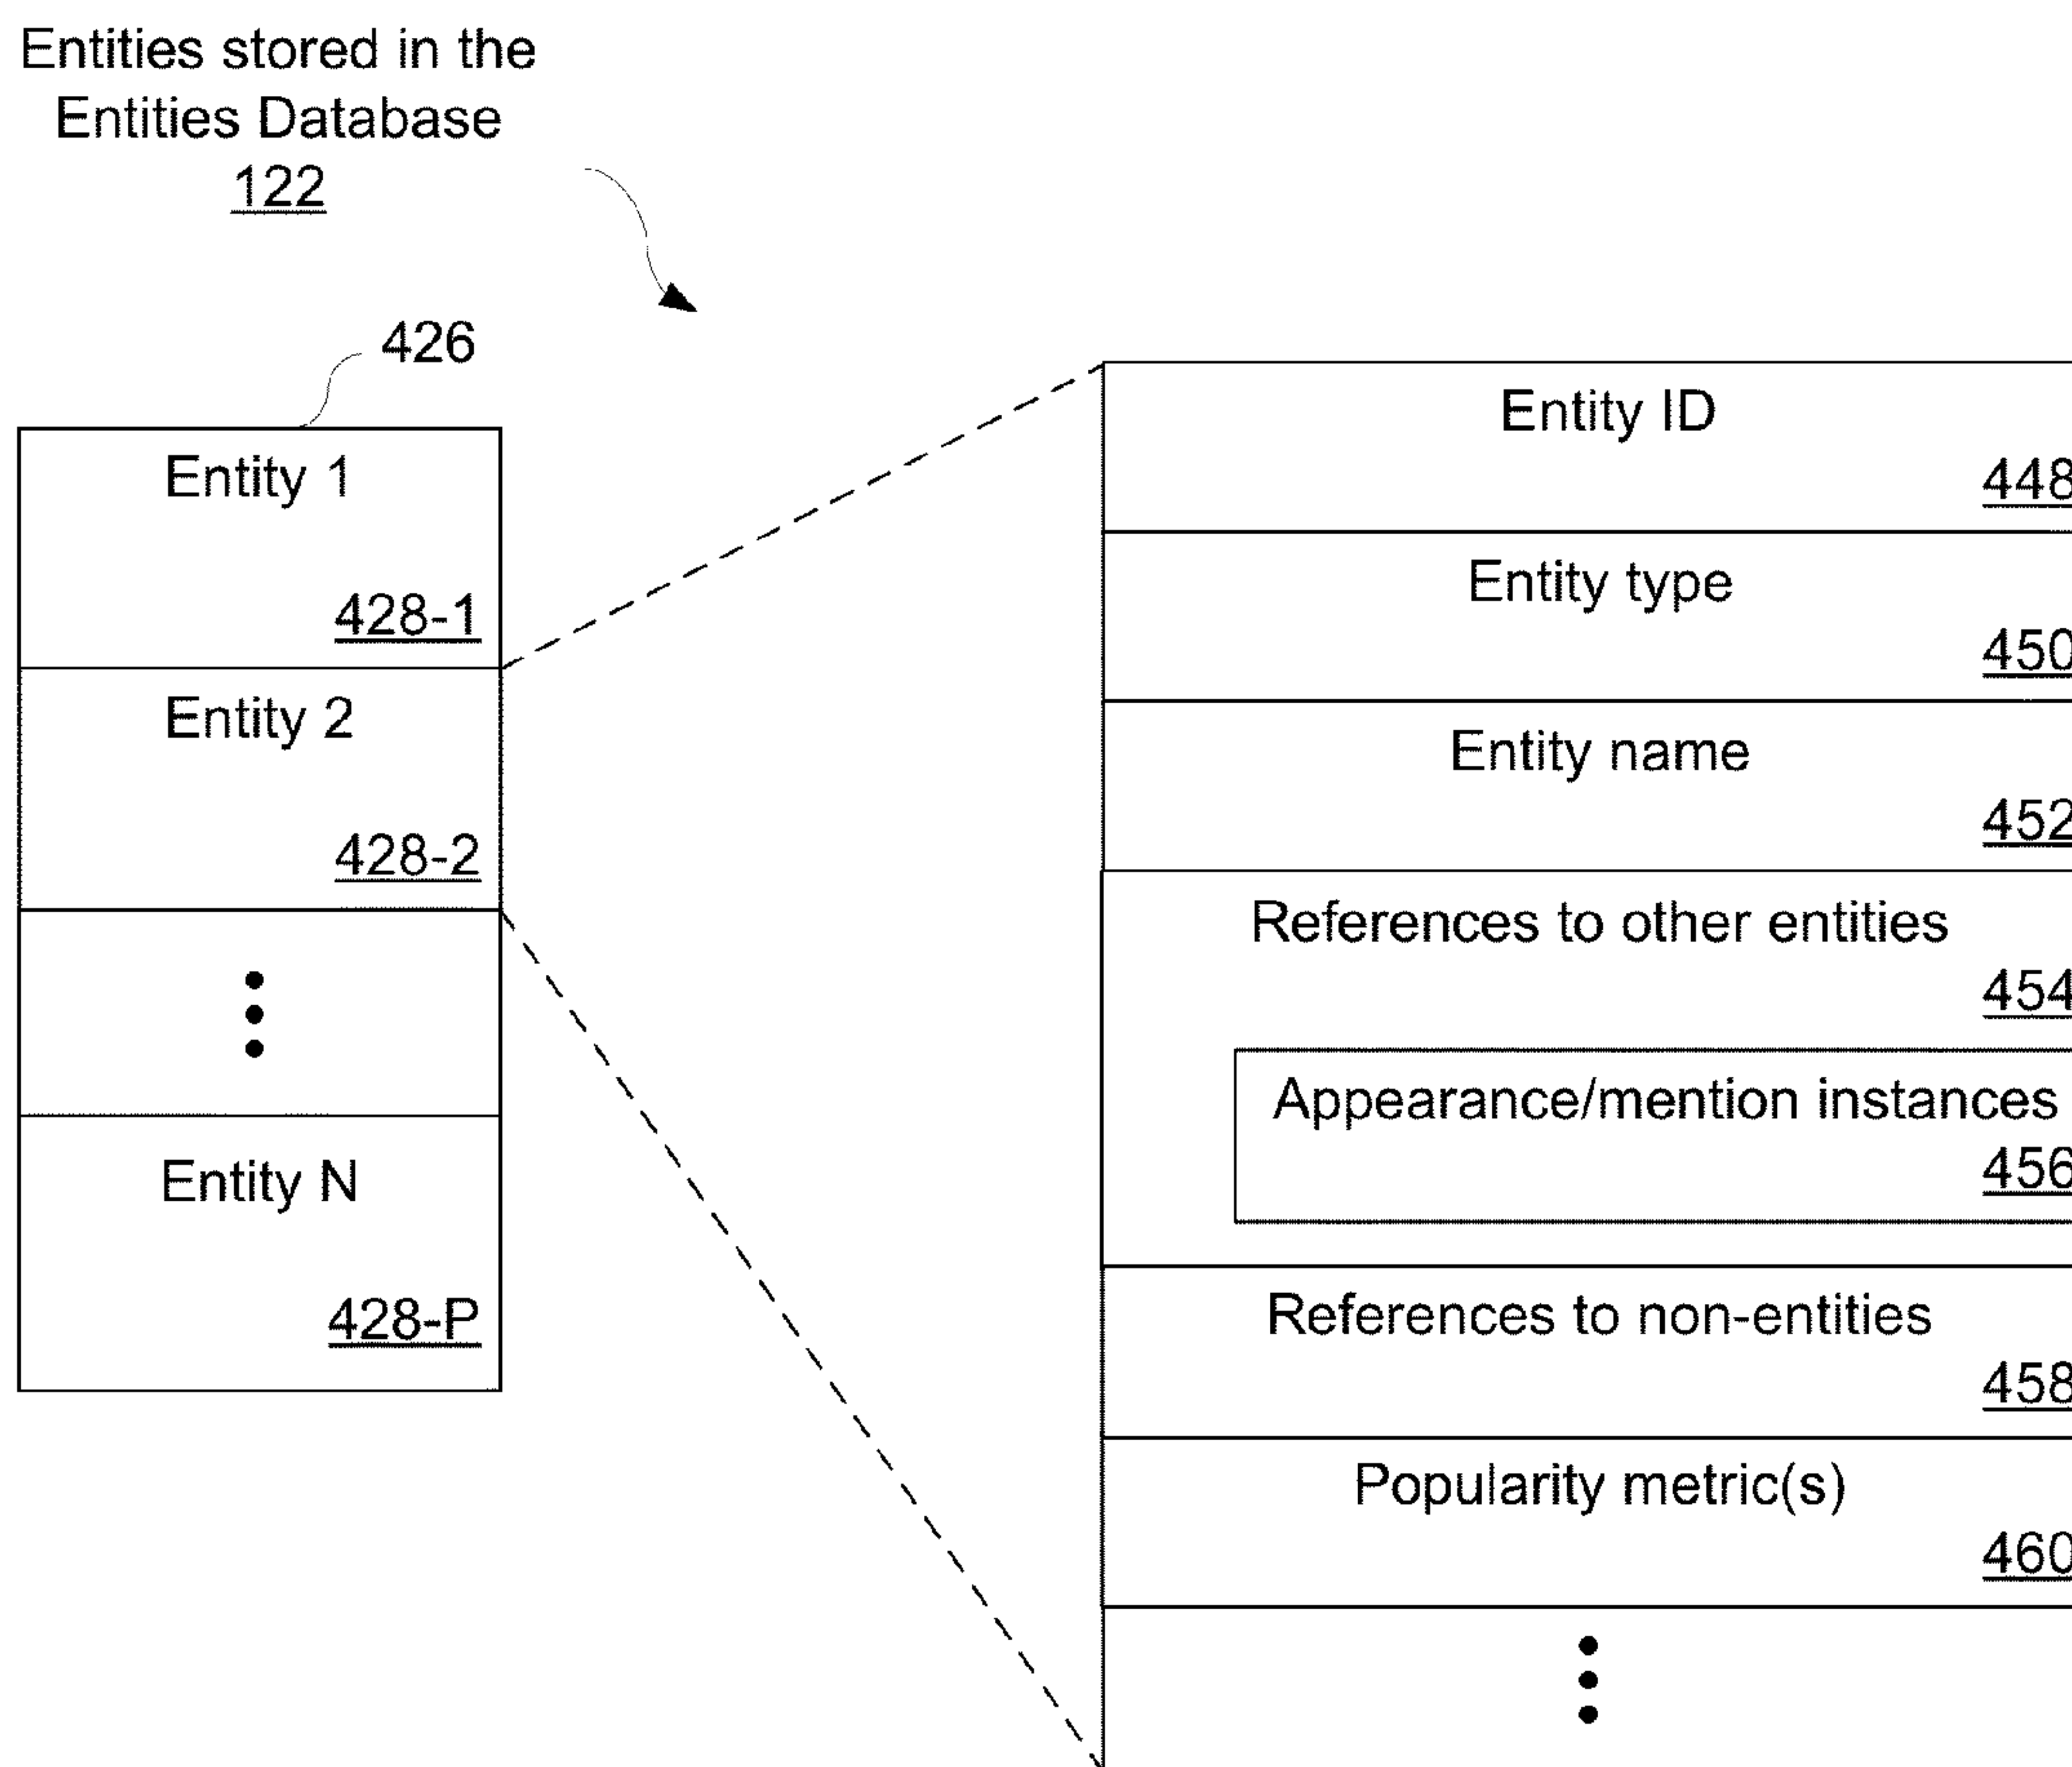 Entities stored in the
Entities Database
122
426
Entity 1
428-1
Entity 2
428-2
Entity N
428-P
Entity ID
448
Entity type
450
Entity name
452
References to other entities
454
Appearance/mention instances
456
References to non-entities
458
Popularity metric(s)
460